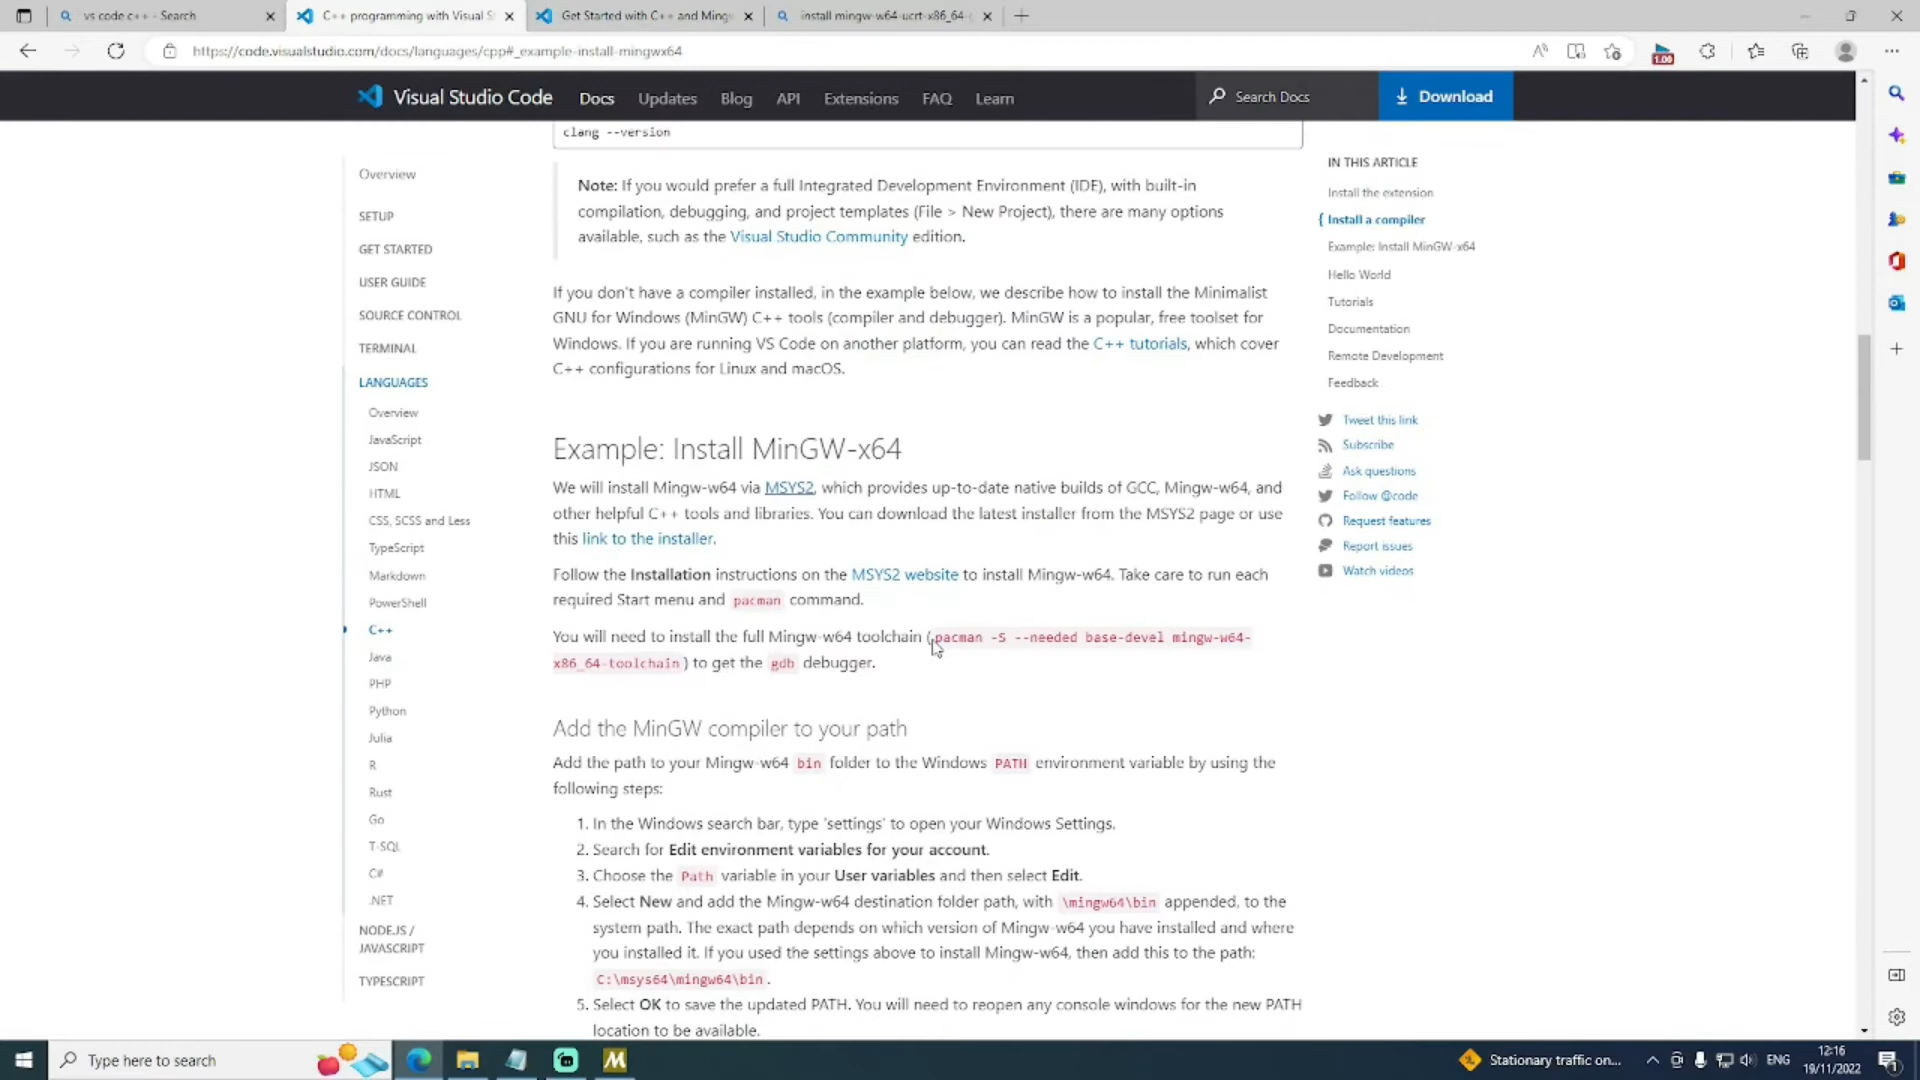 vs code c++ - Search
C++ programming with Visual S
Get Started with C++ and Ming
install mingw-w64-ucrt-x86_64-
https://code.visualstudio.com/docs/languages/cpp#_example-install-mingwx64
1.00
Visual Studio Code
Docs
Updates
Blog
API
Extensions
FAQ
Learn
Search Docs
Download
Overview
SETUP
GET STARTED
USER GUIDE
SOURCE CONTROL
TERMINAL
LANGUAGES
Overview
JavaScript
JSON
HTML
CSS, SCSS and Less
TypeScript
Markdown
PowerShell
C++
Java
PHP
Python
Julia
R
Rust
Go
T-SQL
C#
.NET
NODE.JS /
JAVASCRIPT
TYPESCRIPT
clang --version
Note: If you would prefer a full Integrated Development Environment (IDE), with built-in
compilation, debugging, and project templates (File > New Project), there are many options
available, such as the Visual Studio Community edition.
If you don't have a compiler installed, in the example below, we describe how to install the Minimalist
GNU for Windows (MinGW) C++ tools (compiler and debugger). MinGW is a popular, free toolset for
Windows. If you are running VS Code on another platform, you can read the C++ tutorials, which cover
C++ configurations for Linux and macOS.
Example: Install MinGW-x64
We will install Mingw-w64 via MSYS2, which provides up-to-date native builds of GCC, Mingw-w64, and
other helpful C++ tools and libraries. You can download the latest installer from the MSYS2 page or use
this link to the installer.
Follow the Installation instructions on the MSYS2 website to install Mingw-w64. Take care to run each
required Start menu and pacman command.
You will need to install the full Mingw-w64 toolchain (pacman -S --needed base-devel mingw-w64-
x86_64-toolchain) to get the gdb debugger.
Add the MinGW compiler to your path
Add the path to your Mingw-w64 bin folder to the Windows PATH environment variable by using the
following steps:
1. In the Windows search bar, type 'settings' to open your Windows Settings.
2. Search for Edit environment variables for your account.
3. Choose the Path variable in your User variables and then select Edit.
4. Select New and add the Mingw-w64 destination folder path, with \mingw64\bin appended, to the
system path. The exact path depends on which version of Mingw-w64 you have installed and where
you installed it. If you used the settings above to install Mingw-w64, then add this to the path:
C:\msys64\mingw64\bin.
5. Select OK to save the updated PATH. You will need to reopen any console windows for the new PATH
location to be available.
IN THIS ARTICLE
Install the extension
Install a compiler
Example: Install MinGW-x64
Hello World
Tutorials
Documentation
Remote Development
Feedback
Tweet this link
Subscribe
Ask questions
Follow @code
Request features
Report issues
Watch videos
Type here to search
Stationary traffic on...
ENG
12:16
19/11/2022
1